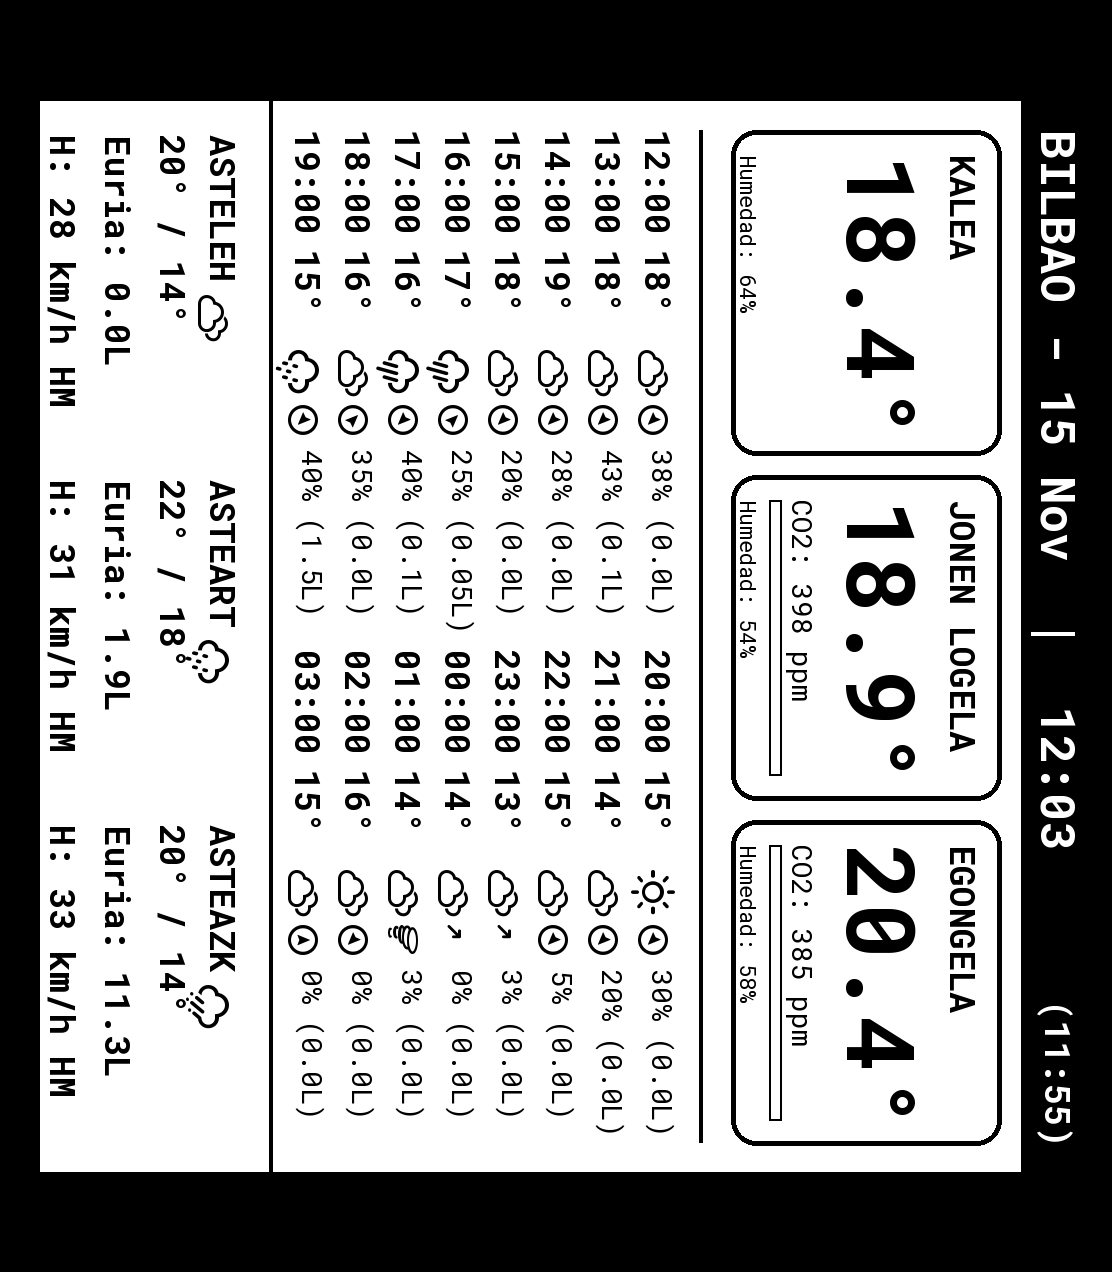 BILBAO - 15 Nov | 12:03 (11:55)
KALEA
18.4°
Humedad: 64%
JONEN LOGELA
18.9°
CO2: 398 ppm
Humedad: 54%
EGONGELA
20.4°
CO2: 385 ppm
Humedad: 58%
12:00 18° 38% (0.0L)
13:00 18° 43% (0.1L)
14:00 19° 28% (0.0L)
15:00 18° 20% (0.0L)
16:00 17° 25% (0.05L)
17:00 16° 40% (0.1L)
18:00 16° 35% (0.0L)
19:00 15° 40% (1.5L)
20:00 15° 30% (0.0L)
21:00 14° 20% (0.0L)
22:00 15° 5% (0.0L)
23:00 13° 3% (0.0L)
00:00 14° 0% (0.0L)
01:00 14° 3% (0.0L)
02:00 16° 0% (0.0L)
03:00 15° 0% (0.0L)
ASTELEH
20° / 14°
Euria: 0.0L
H: 28 km/h HM
ASTEART
22° / 18°
Euria: 1.9L
H: 31 km/h HM
ASTEAZK
20° / 14°
Euria: 11.3L
H: 33 km/h HM